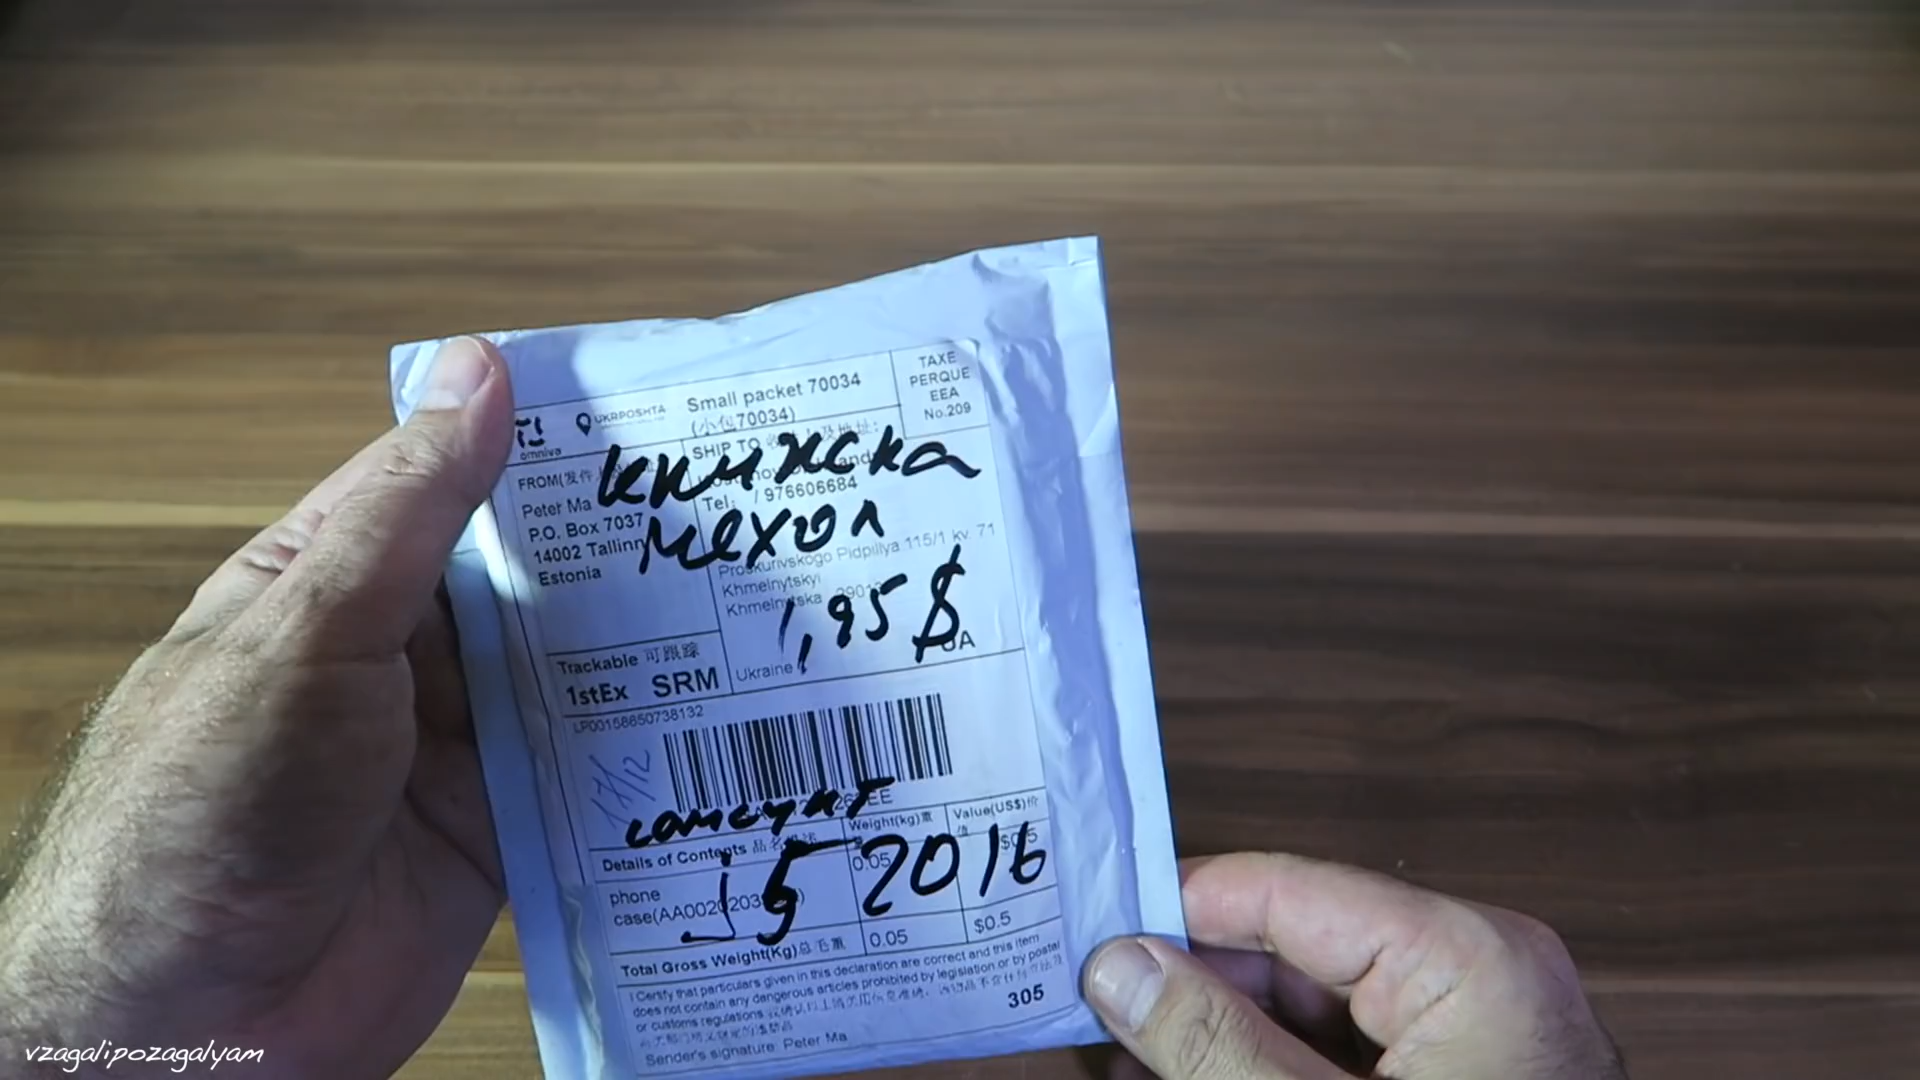 UKRPOSHTA
omniva
Small packet 70034
(小包70034)
TAXE
PERQUE
EEA
No.209
FROM(发件
Peter Ma
P.O. Box 7037
14002 Tallinn
Estonia
SHIP TO
Tel: / 976606684
Proskurivskogo Pidpillya 115/1 kv. 71
Khmelnytskyi
Ukraine
книжка
чехол
1,95 $
Trackable 可跟踪
1stEx SRM
LP00158650738132
17/12
самсунг
J5 2016
Details of Contents
Weight(kg)重
Value(US$)价
值
phone
0.05
Total Gross Weight(Kg)总毛重
0.05
$0.5
I Certify that particulars given in this declaration are correct and this item
does not contain any dangerous articles prohibited by legislation or by postal
or customs regulations.
305
Sender's signature: Peter Ma
vzagalipozagalyam